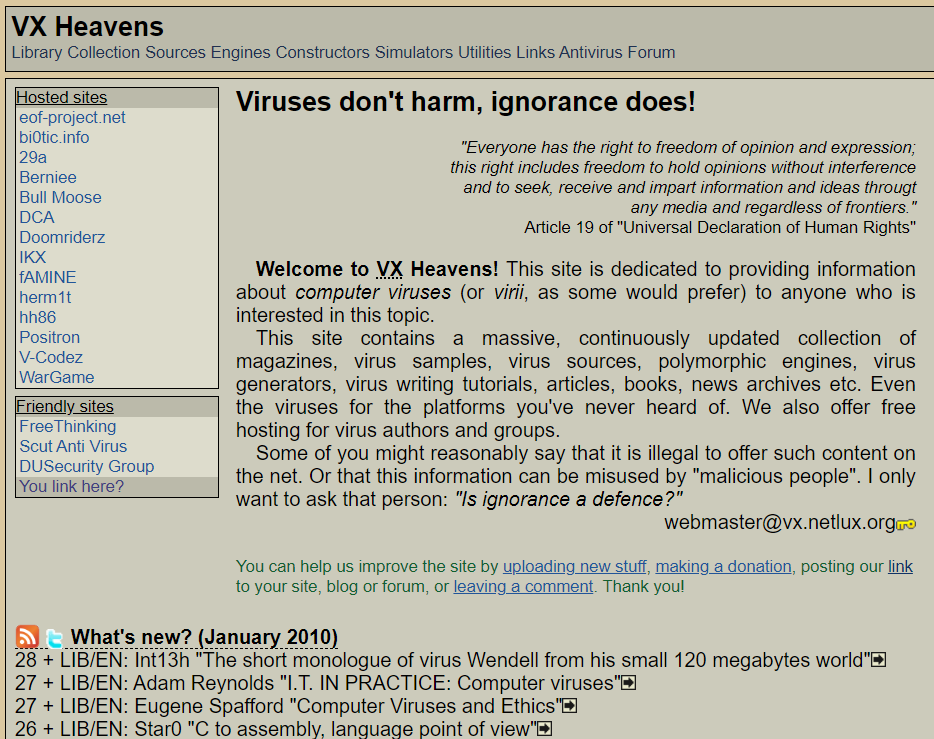 VX Heavens
Library Collection Sources Engines Constructors Simulators Utilities Links Antivirus Forum
Hosted sites
eof-project.net
bi0tic.info
29a
Berniee
Bull Moose
DCA
Doomriderz
IKX
fAMINE
herm1t
hh86
Positron
V-Codez
WarGame
Friendly sites
FreeThinking
Scut Anti Virus
DUSecurity Group
You link here?
Viruses don't harm, ignorance does!
"Everyone has the right to freedom of opinion and expression;
this right includes freedom to hold opinions without interference
and to seek, receive and impart information and ideas througt
any media and regardless of frontiers."
Article 19 of "Universal Declaration of Human Rights"
Welcome to VX Heavens! This site is dedicated to providing information
about computer viruses (or virii, as some would prefer) to anyone who is
interested in this topic.
This site contains a massive, continuously updated collection of
magazines, virus samples, virus sources, polymorphic engines, virus
generators, virus writing tutorials, articles, books, news archives etc. Even
the viruses for the platforms you've never heard of. We also offer free
hosting for virus authors and groups.
Some of you might reasonably say that it is illegal to offer such content on
the net. Or that this information can be misused by "malicious people". I only
want to ask that person: "Is ignorance a defence?"
webmaster@vx.netlux.org
You can help us improve the site by uploading new stuff, making a donation, posting our link
to your site, blog or forum, or leaving a comment. Thank you!
What's new? (January 2010)
28 + LIB/EN: Int13h "The short monologue of virus Wendell from his small 120 megabytes world"
27 + LIB/EN: Adam Reynolds "I.T. IN PRACTICE: Computer viruses"
27 + LIB/EN: Eugene Spafford "Computer Viruses and Ethics"
26 + LIB/EN: Star0 "C to assembly, language point of view"